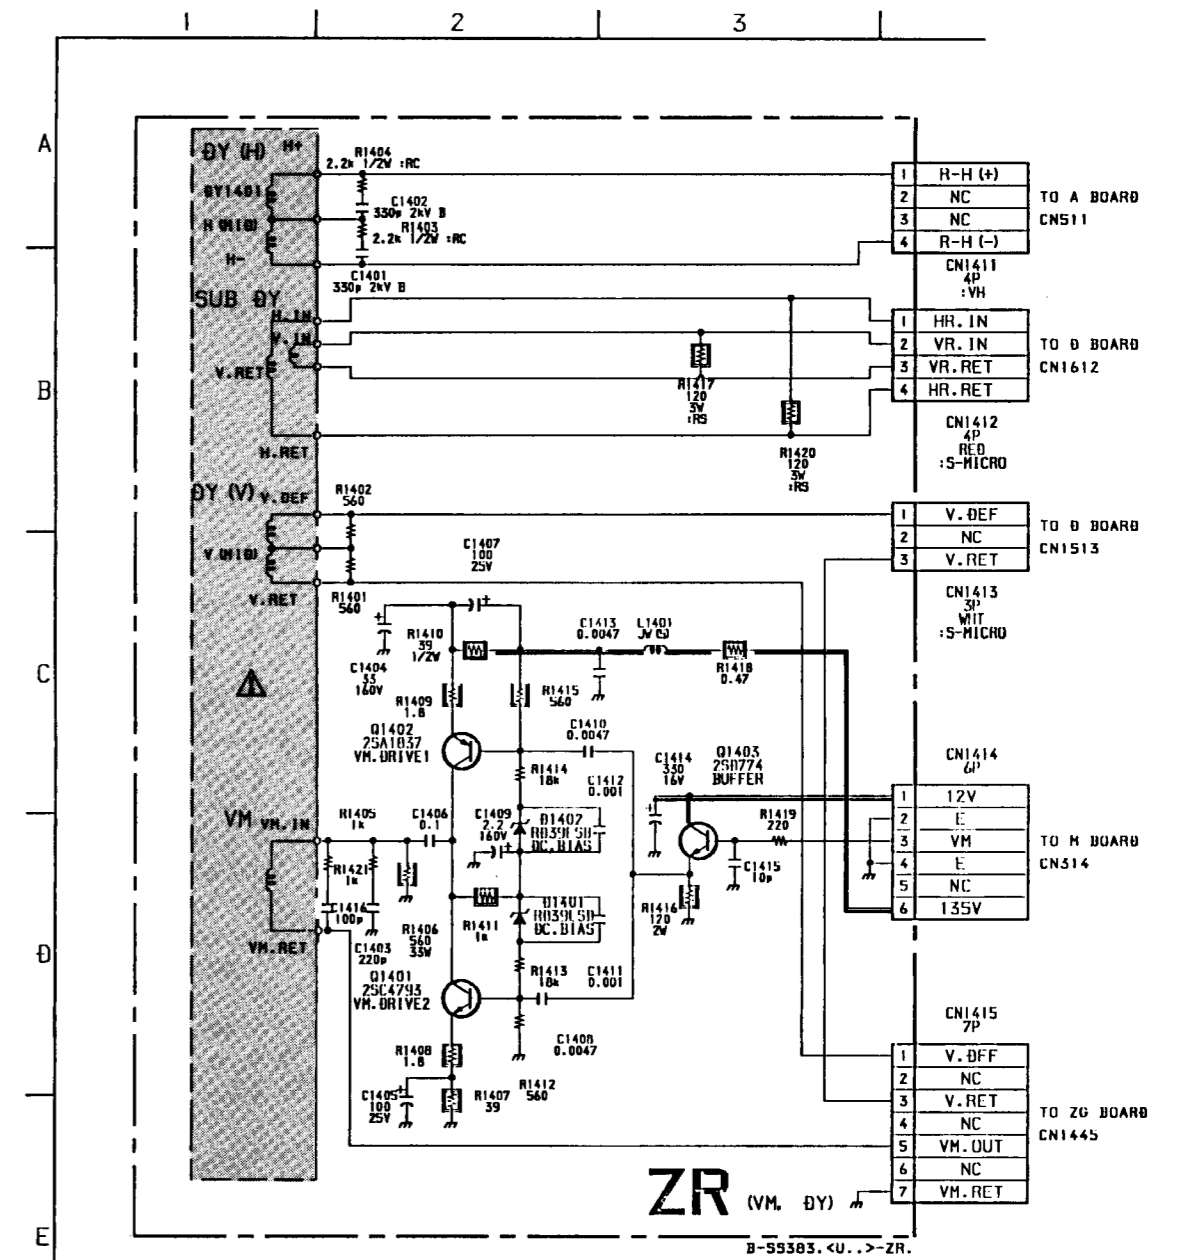 1 2 3
A
B
C
D
E
DY (H) H+
DY1401
H (MID)
H-
R1404
2.2k 1/2W :RC
C1402
330p 2kV B
R1403
2.2k 1/2W :RC
C1401
330p 2kV B
1 R-H (+)
2 NC
3 NC
4 R-H (-)
TO A BOARD
CN511
CN1411
4P
:VH
SUB DY
H.IN
V.IN
V.RET
H.RET
R1417
120
3W
:RS
R1420
120
3W
:RS
1 HR.IN
2 VR.IN
3 VR.RET
4 HR.RET
TO D BOARD
CN1612
CN1412
4P
RED
:S-MICRO
DY (V) V.DEF
V (MID)
V.RET
R1402
560
R1401
560
1 V.DEF
2 NC
3 V.RET
TO D BOARD
CN1513
CN1413
3P
WHT
:S-MICRO
C1407
100
25V
C1404
33
160V
R1410
39
1/2W
C1413
0.0047
L1401
JW (5)
R1418
0.47
R1409
1.8
R1415
560
Q1402
2SA1837
VM.DRIVE1
C1410
0.0047
R1414
18k
C1412
0.001
C1414
330
16V
Q1403
2SD774
BUFFER
CN1414
6P
1 12V
2 E
3 VM
4 E
5 NC
6 135V
TO M BOARD
CN314
VM VM.IN
VM.RET
R1405
1k
C1406
0.1
C1409
2.2
160V
D1402
RD39ESB
DC.BIAS
R1419
220
C1415
10p
R1421
1k
C1416
100p
C1403
220p
R1406
560
33W
R1411
1k
D1401
RD39ESB
DC.BIAS
R1416
120
2W
Q1401
2SC4793
VM.DRIVE2
R1413
18k
C1411
0.001
C1408
0.0047
R1408
1.8
R1412
560
C1405
100
25V
R1407
39
CN1415
7P
1 V.DEF
2 NC
3 V.RET
4 NC
5 VM.OUT
6 NC
7 VM.RET
TO ZG BOARD
CN1445
ZR (VM, DY)
B-SS383.<U..>-ZR.